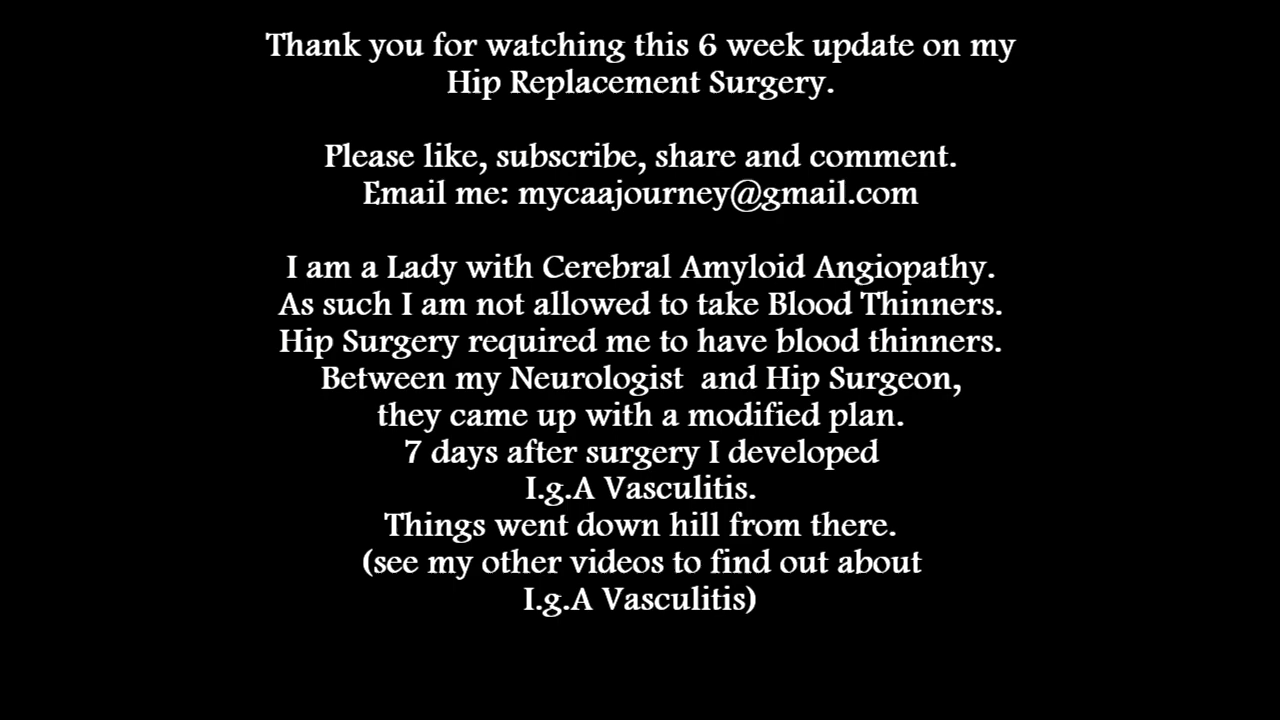 Thank you for watching this 6 week update on my
Hip Replacement Surgery.
Please like, subscribe, share and comment.
Email me: mycaajourney@gmail.com
I am a Lady with Cerebral Amyloid Angiopathy.
As such I am not allowed to take Blood Thinners.
Hip Surgery required me to have blood thinners.
Between my Neurologist  and Hip Surgeon,
they came up with a modified plan.
7 days after surgery I developed
I.g.A Vasculitis.
Things went down hill from there.
(see my other videos to find out about
I.g.A Vasculitis)